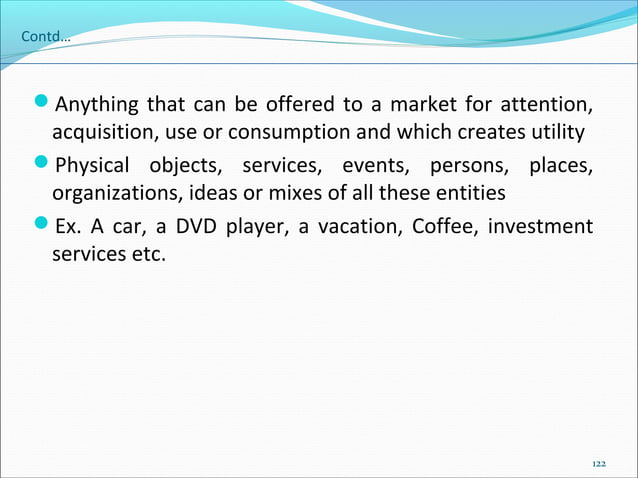 Contd…
Anything that can be offered to a market for attention,
acquisition, use or consumption and which creates utility
Physical objects, services, events, persons, places,
organizations, ideas or mixes of all these entities
Ex. A car, a DVD player, a vacation, Coffee, investment
services etc.
122